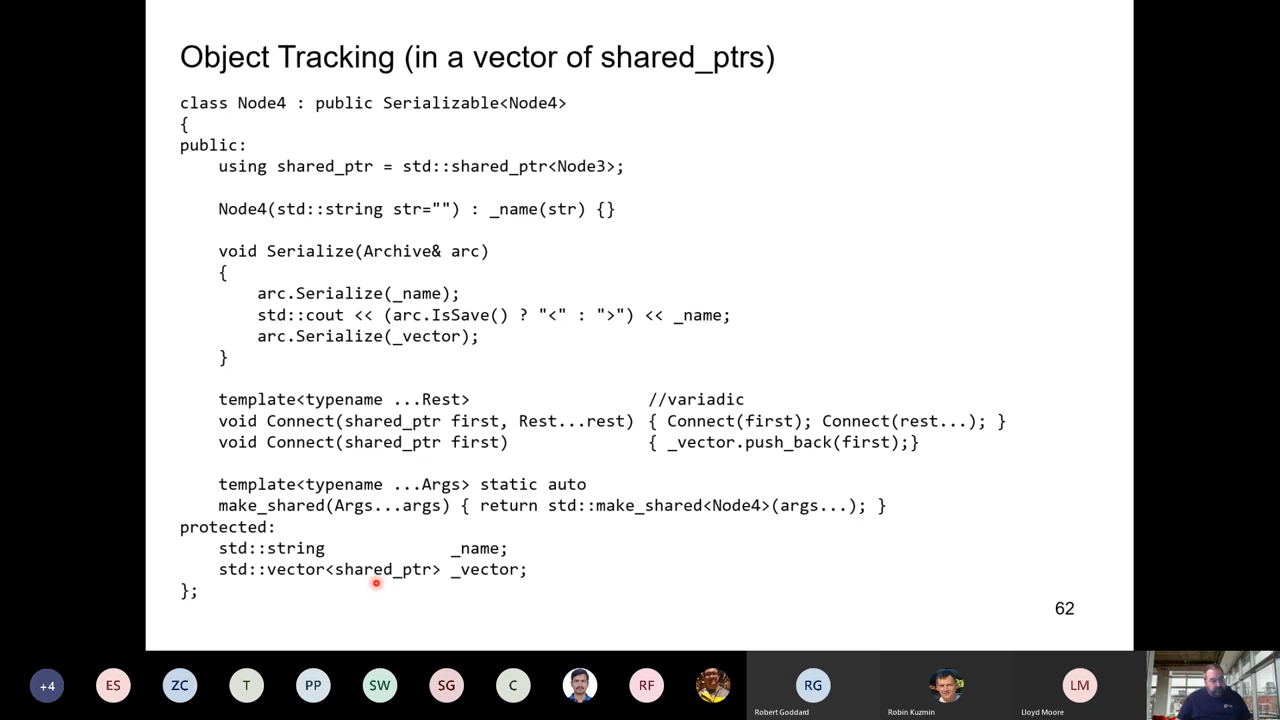 Object Tracking (in a vector of shared_ptrs)
class Node4 : public Serializable<Node4>
{
public:
    using shared_ptr = std::shared_ptr<Node3>;
    Node4(std::string str="") : _name(str) {}
    void Serialize(Archive& arc)
    {
        arc.Serialize(_name);
        std::cout << (arc.IsSave() ? "<" : ">") << _name;
        arc.Serialize(_vector);
    }
    template<typename ...Rest> //variadic
    void Connect(shared_ptr first, Rest...rest) { Connect(first); Connect(rest...); }
    void Connect(shared_ptr first) { _vector.push_back(first);}
    template<typename ...Args> static auto
    make_shared(Args...args) { return std::make_shared<Node4>(args...); }
protected:
    std::string _name;
    std::vector<shared_ptr> _vector;
};
62
+4 ES ZC T PP SW SG C RF RG LM
Robert Goddard Robin Kuzmin Lloyd Moore